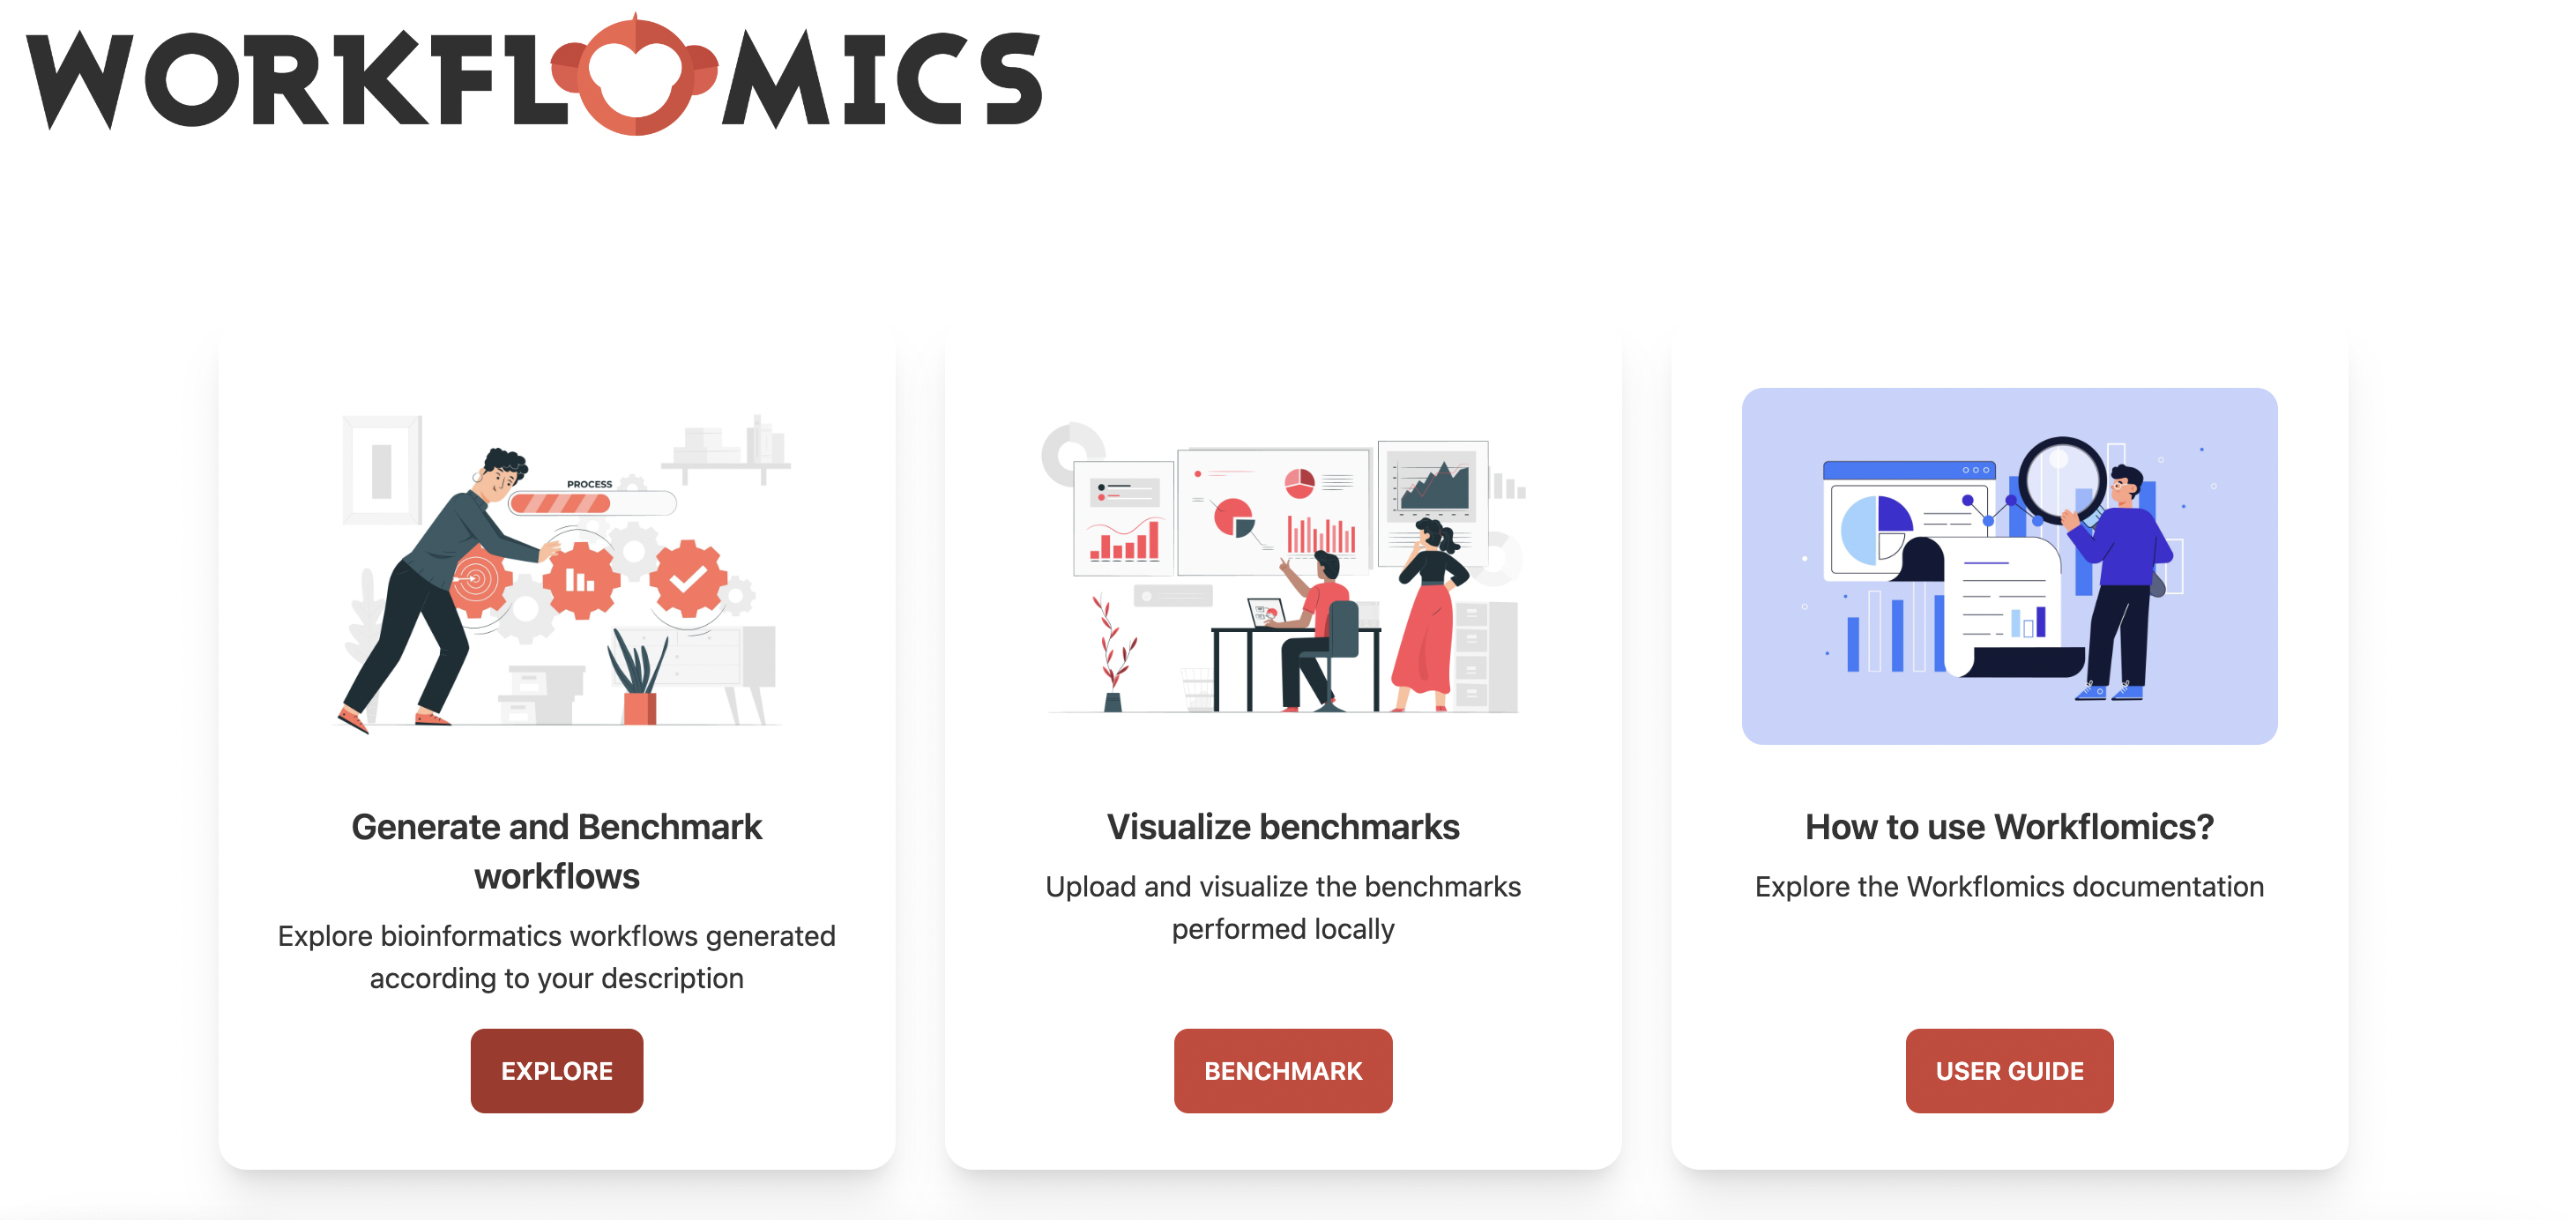 WORKFLOMICS
PROCESS
Generate and Benchmark
workflows
Explore bioinformatics workflows generated
according to your description
EXPLORE
Visualize benchmarks
Upload and visualize the benchmarks
performed locally
BENCHMARK
How to use Workflomics?
Explore the Workflomics documentation
USER GUIDE